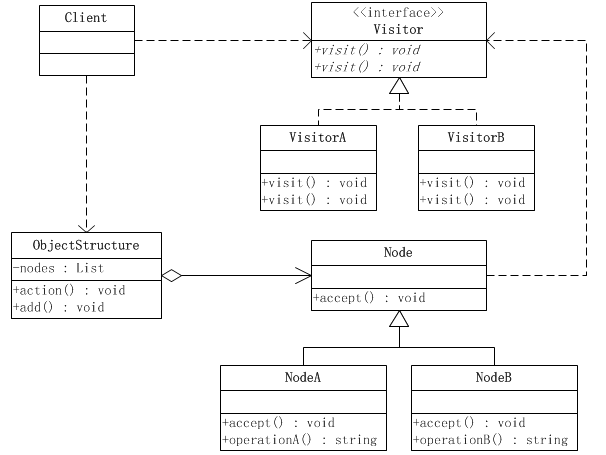 Client
<<interface>>
Visitor
+visit() : void
+visit() : void
VisitorA
+visit() : void
+visit() : void
VisitorB
+visit() : void
+visit() : void
ObjectStructure
-nodes : List
+action() : void
+add() : void
Node
+accept() : void
NodeA
+accept() : void
+operationA() : string
NodeB
+accept() : void
+operationB() : string